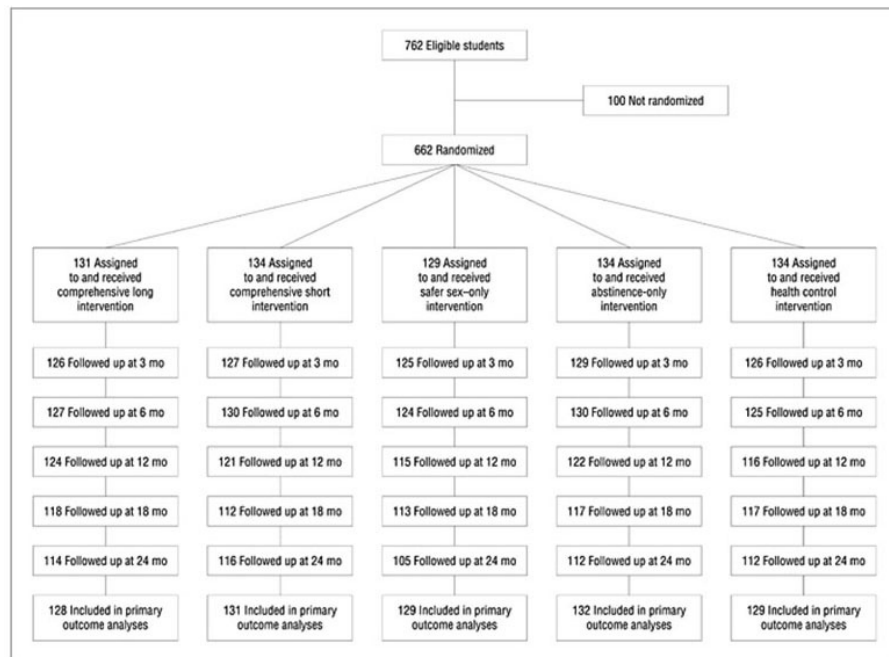 762 Eligible students
100 Not randomized
662 Randomized
131 Assigned
to and received
comprehensive long
intervention
134 Assigned
to and received
comprehensive short
intervention
129 Assigned
to and received
safer sex–only
intervention
134 Assigned
to and received
abstinence-only
intervention
134 Assigned
to and received
health control
intervention
126 Followed up at 3 mo
127 Followed up at 3 mo
125 Followed up at 3 mo
129 Followed up at 3 mo
126 Followed up at 3 mo
127 Followed up at 6 mo
130 Followed up at 6 mo
124 Followed up at 6 mo
130 Followed up at 6 mo
125 Followed up at 6 mo
124 Followed up at 12 mo
121 Followed up at 12 mo
115 Followed up at 12 mo
122 Followed up at 12 mo
116 Followed up at 12 mo
118 Followed up at 18 mo
112 Followed up at 18 mo
113 Followed up at 18 mo
117 Followed up at 18 mo
117 Followed up at 18 mo
114 Followed up at 24 mo
116 Followed up at 24 mo
105 Followed up at 24 mo
112 Followed up at 24 mo
112 Followed up at 24 mo
128 Included in primary
outcome analyses
131 Included in primary
outcome analyses
129 Included in primary
outcome analyses
132 Included in primary
outcome analyses
129 Included in primary
outcome analyses